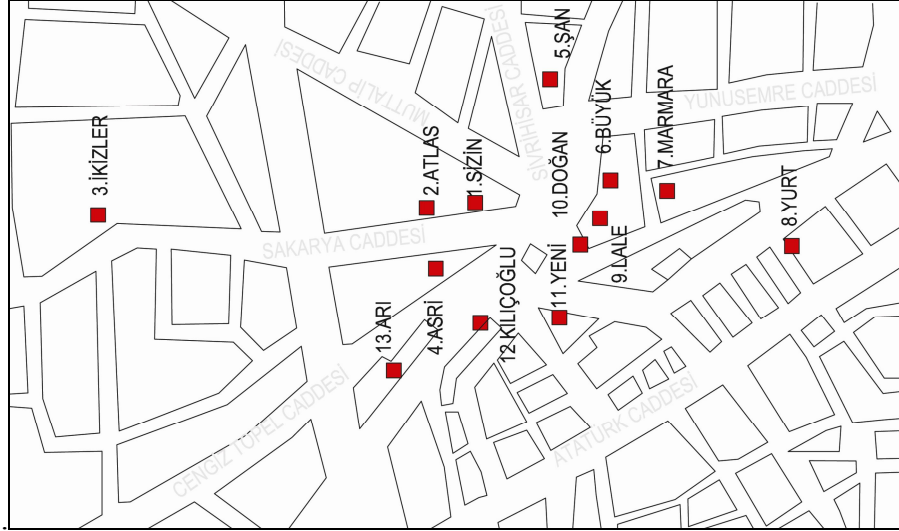 5.ŞAN
SİVRİHİSAR CADDESİ
MUTTALİP CADDESİ
YUNUSEMRE CADDESİ
6.BÜYÜK
7.MARMARA
3.İKİZLER
2.ATLAS
1.SİZİN
10.DOĞAN
8.YURT
SAKARYA CADDESİ
9.LALE
11.YENİ
13.ARI
4.ASRİ
12.KILIÇOĞLU
CENGİZ TOPEL CADDESİ
ATATÜRK CADDESİ